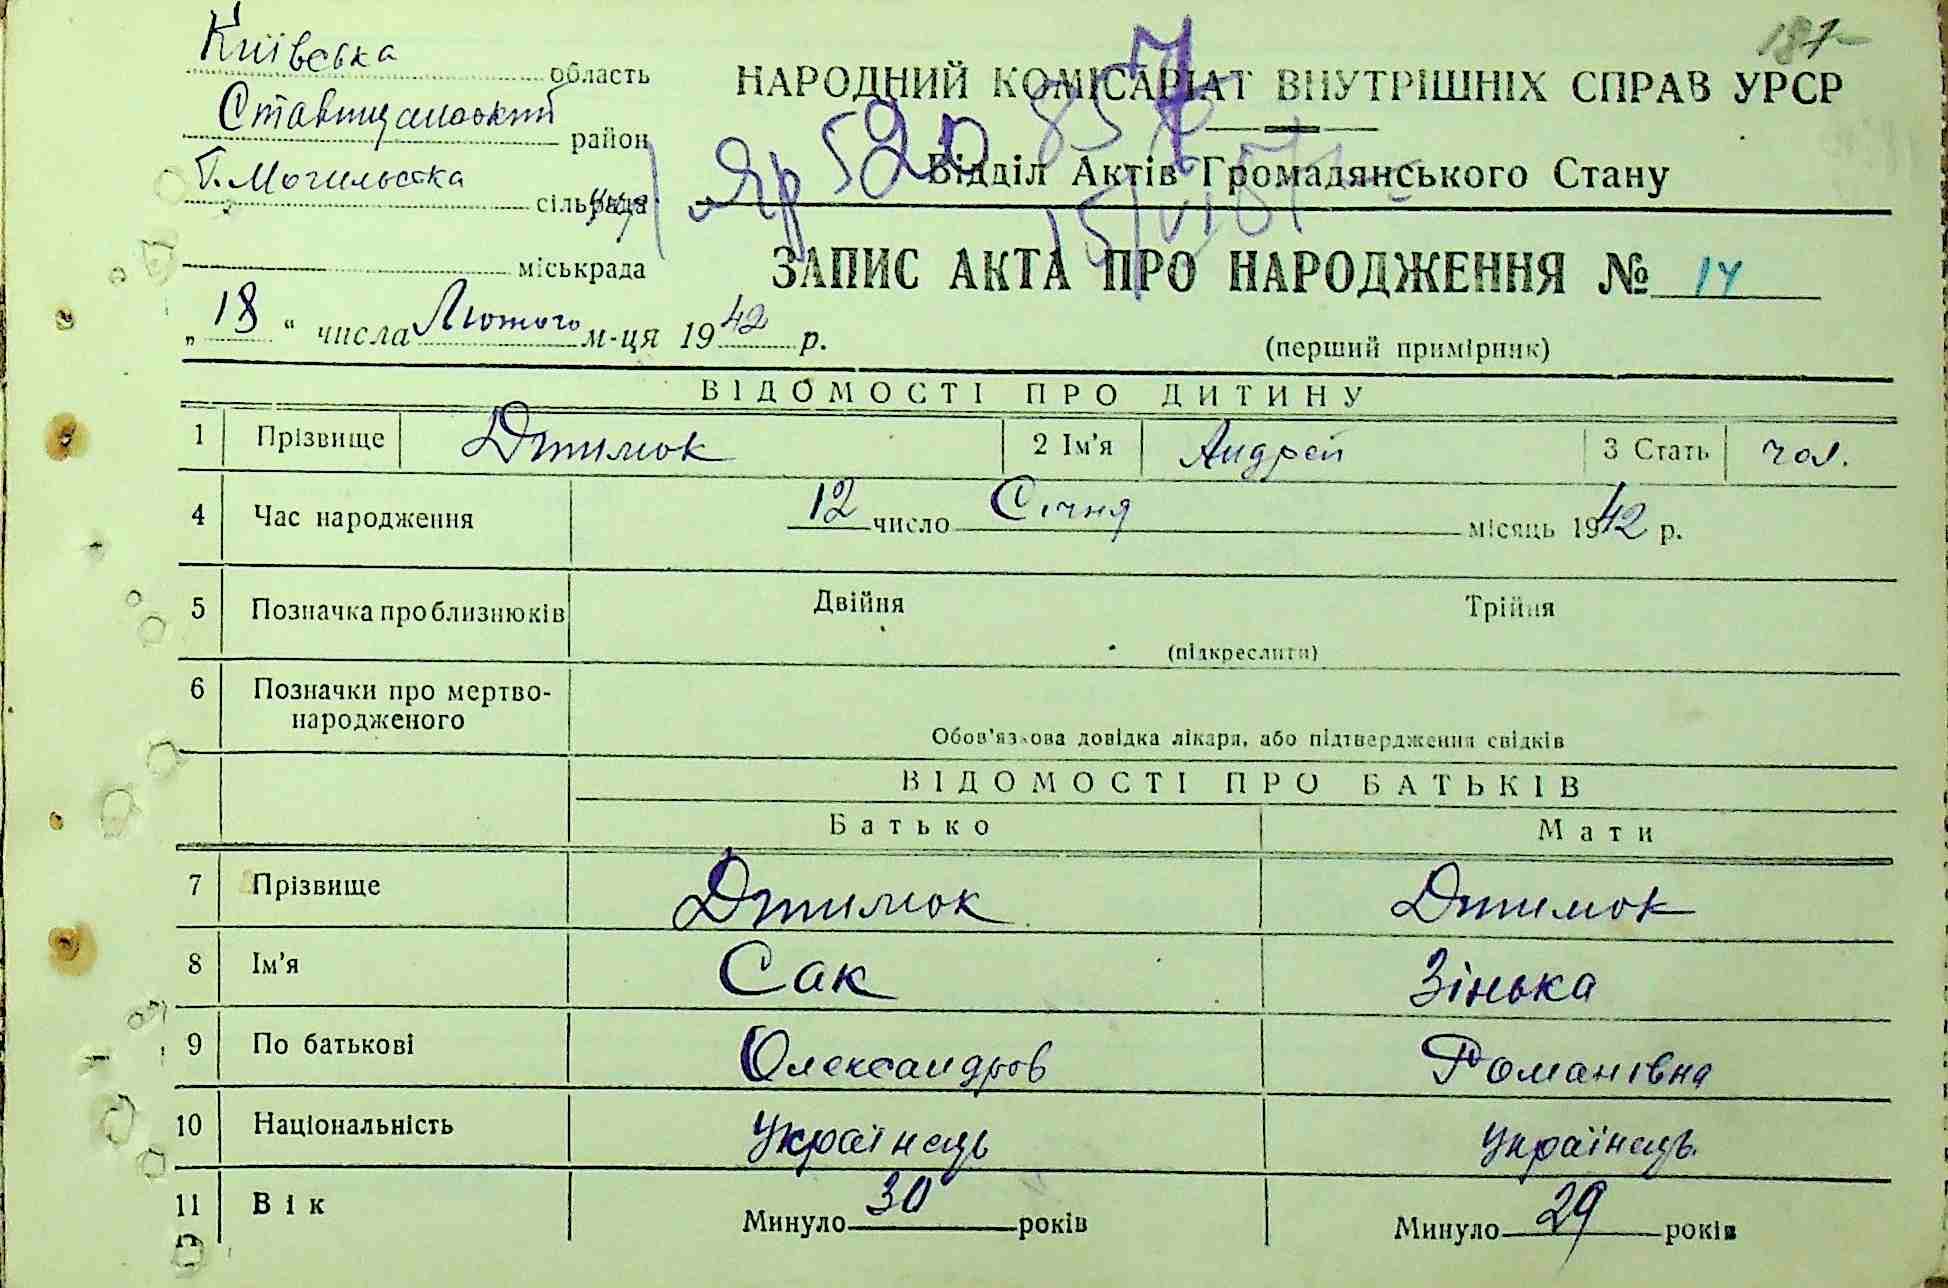 Київська область
район
Г. Могильська сільрада
міськрада
187
НАРОДНИЙ КОМІСАРІАТ ВНУТРІШНІХ СПРАВ УРСР
Відділ Актів Громадянського Стану
ЗАПИС АКТА ПРО НАРОДЖЕННЯ № 14
„18“ числа Лютого м-ця 1942 р.
(перший примірник)
ВІДОМОСТІ ПРО ДИТИНУ
1 Прізвище 2 Ім'я Андрей 3 Стать чол.
4 Час народження 12 число Січня місяць 1942 р.
5 Позначка про близнюків Двійня Трійня
(підкреслити)
6 Позначки про мертво-
народженого
Обов'язкова довідка лікаря, або підтвердження свідків
ВІДОМОСТІ ПРО БАТЬКІВ
Батько Мати
7 Прізвище
8 Ім'я Сак Зінька
9 По батькові Олександров Романівна
10 Національність Українець Українець
11 Вік Минуло 30 років Минуло 29 років